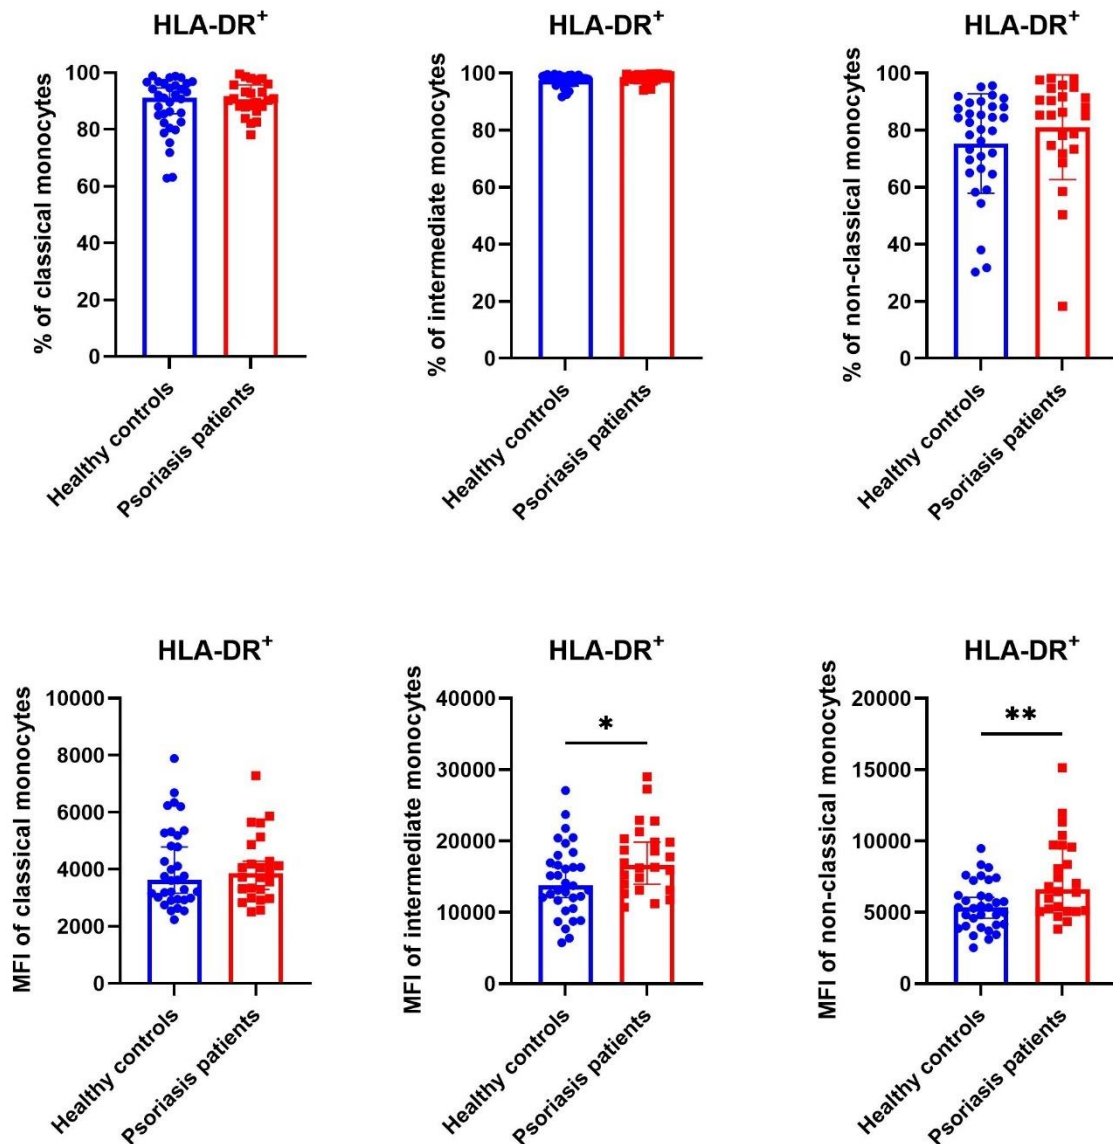 HLA-DR⁺
% of classical monocytes
100
80
60
40
20
0
Healthy controls
Psoriasis patients
HLA-DR⁺
% of intermediate monocytes
100
80
60
40
20
0
Healthy controls
Psoriasis patients
HLA-DR⁺
% of non-classical monocytes
100
80
60
40
20
0
Healthy controls
Psoriasis patients
HLA-DR⁺
MFI of classical monocytes
10000
8000
6000
4000
2000
0
Healthy controls
Psoriasis patients
HLA-DR⁺
MFI of intermediate monocytes
40000
30000
20000
10000
0
*
Healthy controls
Psoriasis patients
HLA-DR⁺
MFI of non-classical monocytes
20000
15000
10000
5000
0
**
Healthy controls
Psoriasis patients